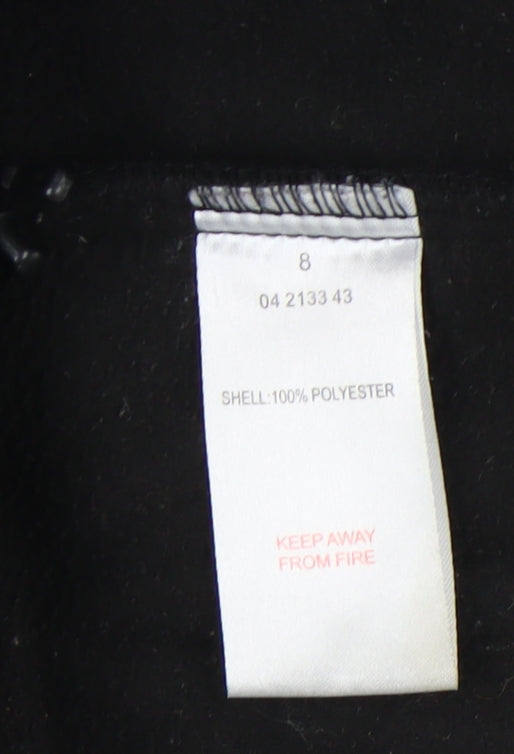 8
04 2133 43
SHELL:100% POLYESTER
KEEP AWAY
FROM FIRE